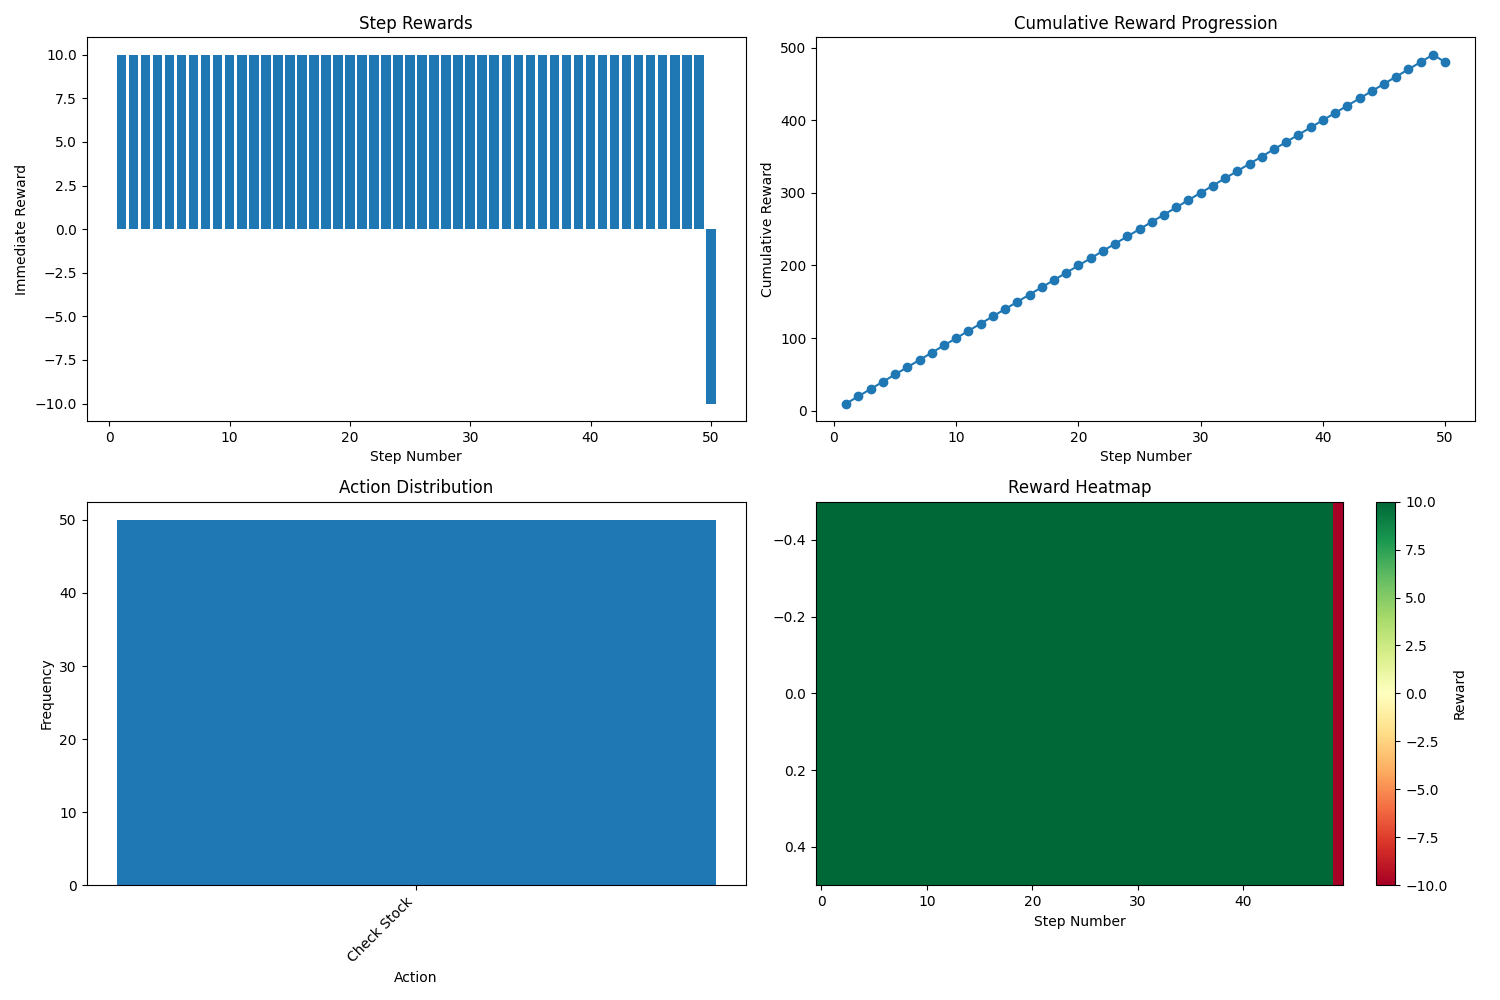 Step Rewards
Immediate Reward
10.0
7.5
5.0
2.5
0.0
−2.5
−5.0
−7.5
−10.0
0 10 20 30 40 50
Step Number
Cumulative Reward Progression
Cumulative Reward
500
400
300
200
100
0
0 10 20 30 40 50
Step Number
Action Distribution
Frequency
50
40
30
20
10
0
Check Stock
Action
Reward Heatmap
−0.4
−0.2
0.0
0.2
0.4
0 10 20 30 40
Step Number
10.0
7.5
5.0
2.5
0.0
−2.5
−5.0
−7.5
−10.0
Reward